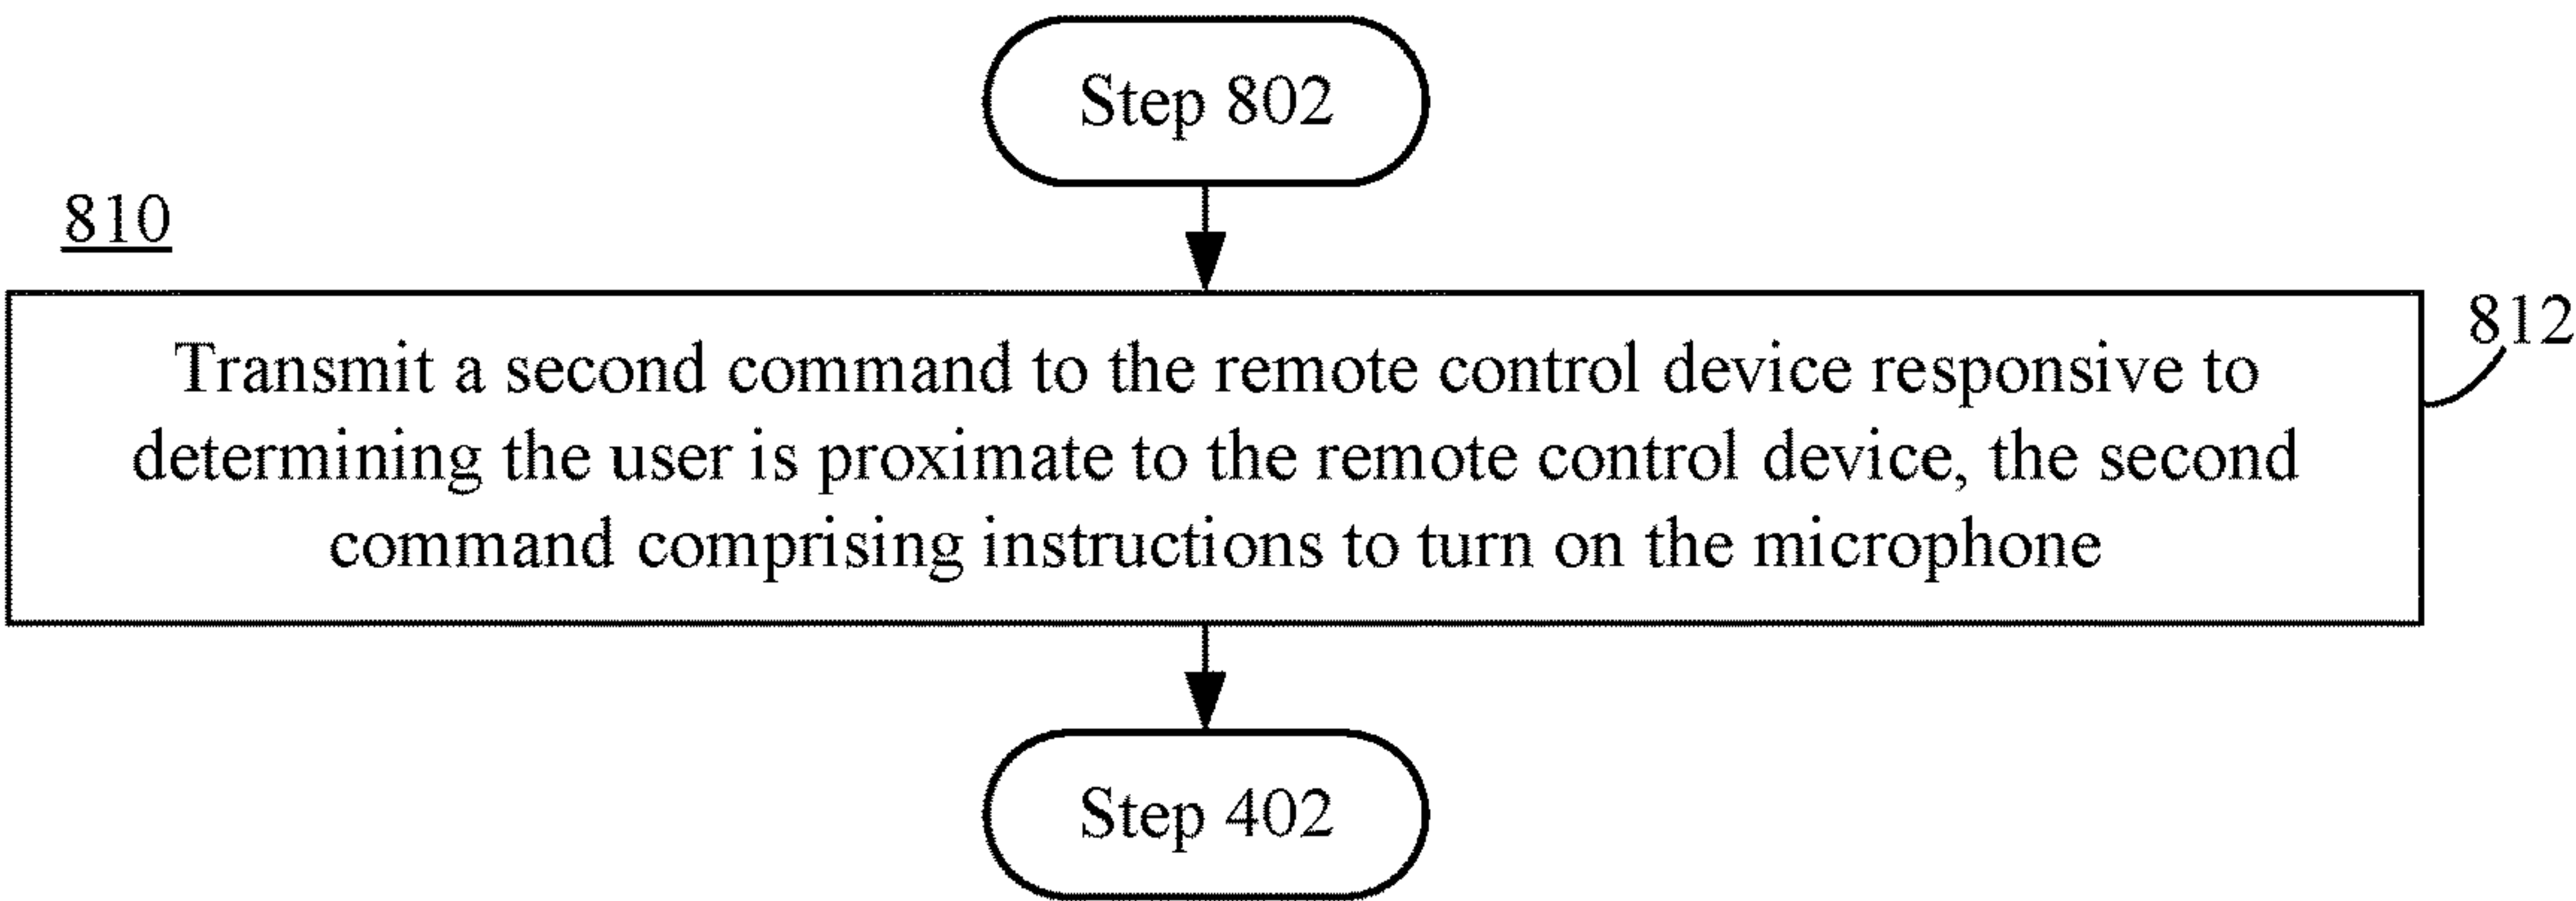 Step 802
810
812
Transmit a second command to the remote control device responsive to
determining the user is proximate to the remote control device, the second
command comprising instructions to turn on the microphone
Step 402